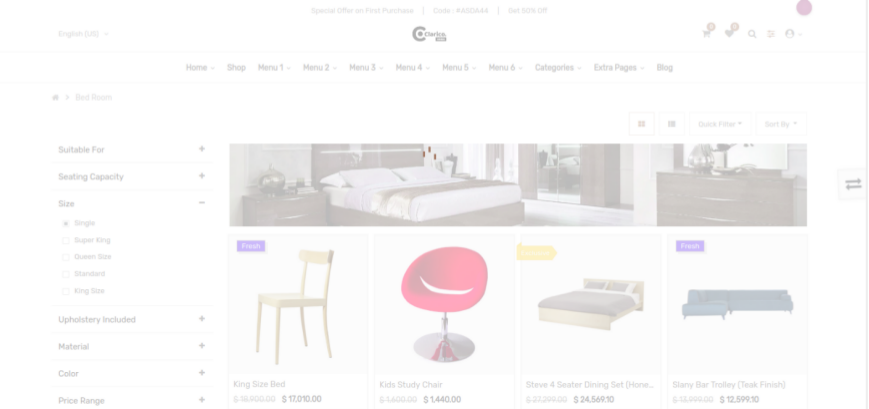 Special Offer on First Purchase | Code : #ASDA44 | Get 50% Off
English (US)
Clarico
Home Shop Menu 1 Menu 2 Menu 3 Menu 4 Menu 5 Menu 6 Categories Extra Pages Blog
Bed Room
Quick Filter Sort By
Suitable For +
Seating Capacity +
Size −
Single
Super King
Queen Size
Standard
King Size
Upholstery Included +
Material +
Color +
Price Range +
Fresh
Fresh
King Size Bed
$ 18,900.00 $ 17,010.00
Kids Study Chair
$ 1,600.00 $ 1,440.00
Steve 4 Seater Dining Set (Hone...
$ 27,299.00 $ 24,569.10
Slany Bar Trolley (Teak Finish)
$ 13,999.00 $ 12,599.10